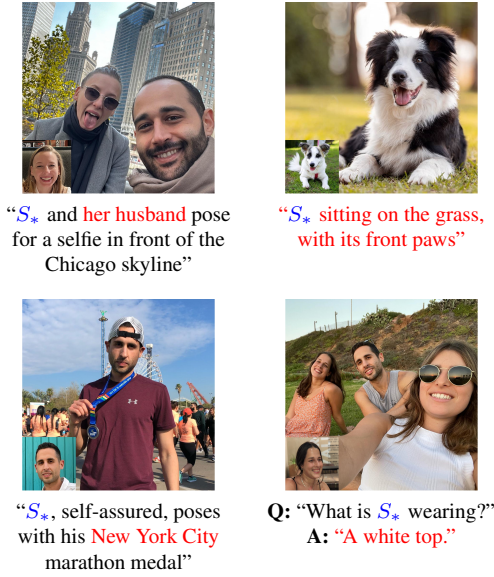 “S* and her husband pose
for a selfie in front of the
Chicago skyline”
“S* sitting on the grass,
with its front paws”
“S*, self-assured, poses
with his New York City
marathon medal”
Q: “What is S* wearing?”
A: “A white top.”